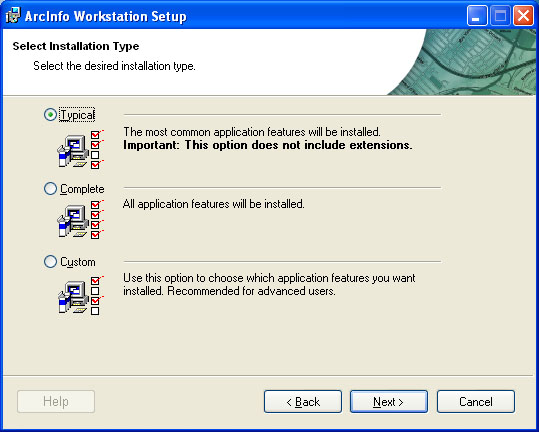 ArcInfo Workstation Setup
Select Installation Type
Select the desired installation type.
Typical
The most common application features will be installed.
Important: This option does not include extensions.
Complete
All application features will be installed.
Custom
Use this option to choose which application features you want
installed. Recommended for advanced users.
Help
< Back
Next >
Cancel